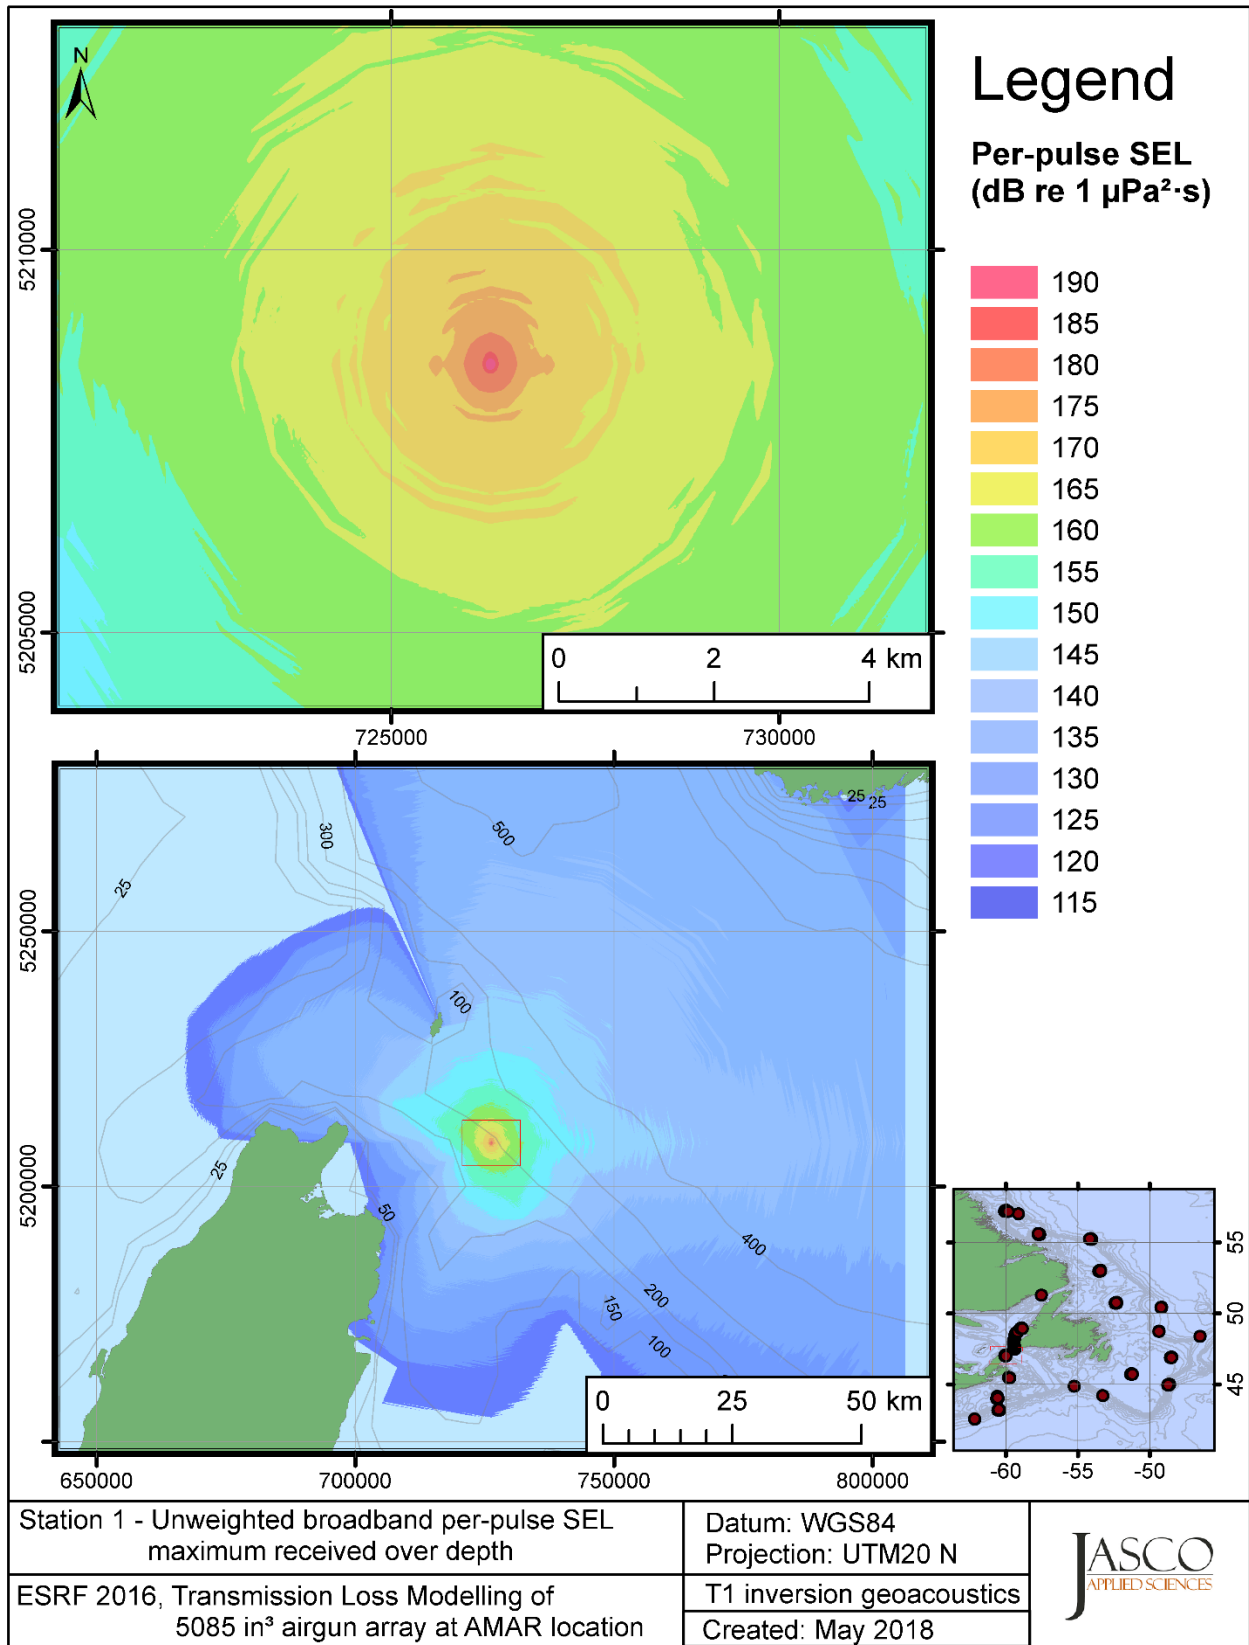 N
5210000
5205000
0 2 4 km
725000 730000
Legend
Per-pulse SEL
(dB re 1 µPa²·s)
190
185
180
175
170
165
160
155
150
145
140
135
130
125
120
115
25
300
500
25
25
100
25
50
400
200
150
100
5250000
5200000
0 25 50 km
650000 700000 750000 800000
55
50
45
-60 -55 -50
Station 1 - Unweighted broadband per-pulse SEL
maximum received over depth
ESRF 2016, Transmission Loss Modelling of
5085 in³ airgun array at AMAR location
Datum: WGS84
Projection: UTM20 N
T1 inversion geoacoustics
Created: May 2018
JASCO
APPLIED SCIENCES